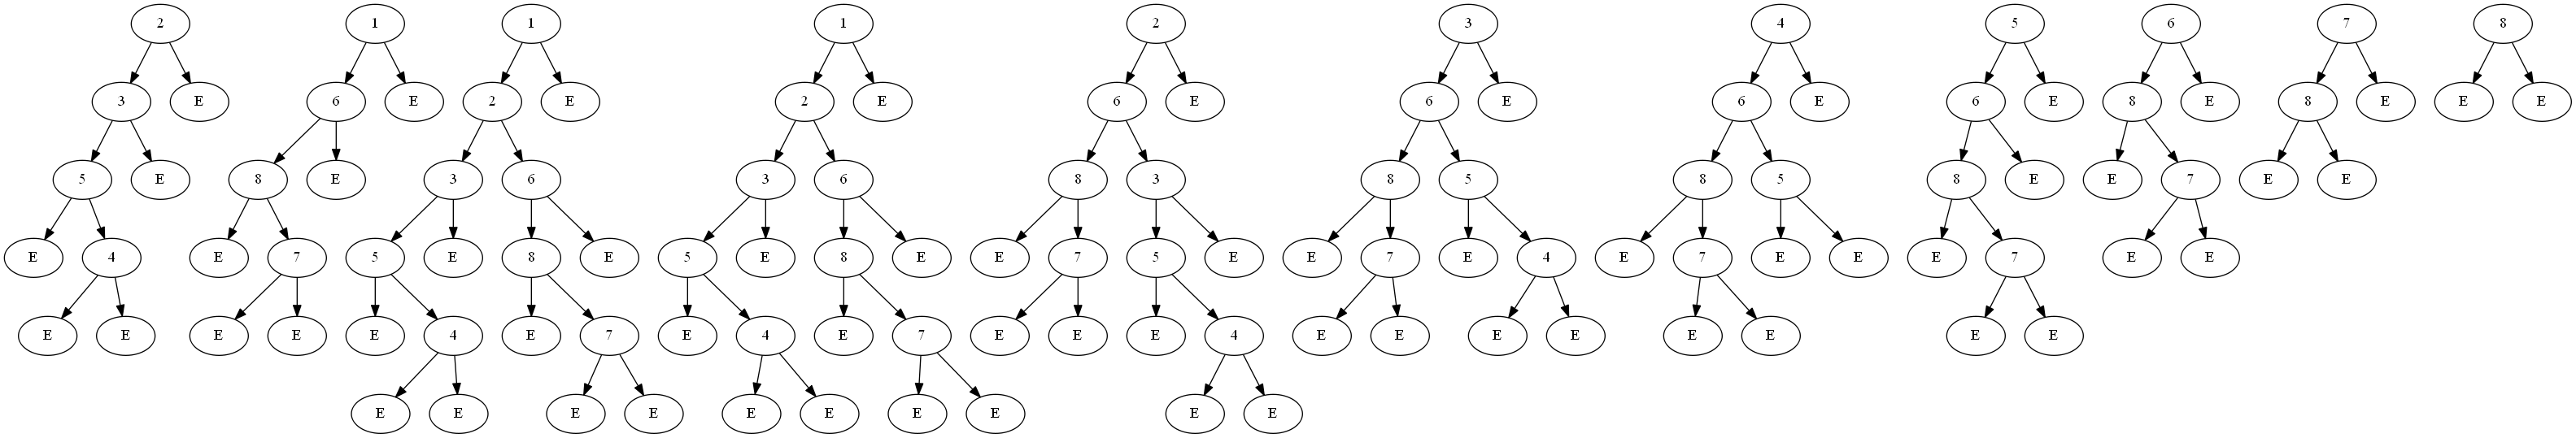 2 1 1 1 2 3 4 5 6 7 8
3 E 6 E 2 E 2 E 6 E 6 E 6 E 6 E 8 E 8 E E E
5 E 8 E 3 6 3 6 8 3 8 5 8 5 8 E E 7 E E
E 4 E 7 5 E 8 E 5 E 8 E E 7 5 E E 7 E 4 E 7 E E E 7 E E
E E E E E 4 E 7 E 4 E 7 E E E 4 E E E E E E E E
E E E E E E E E E E